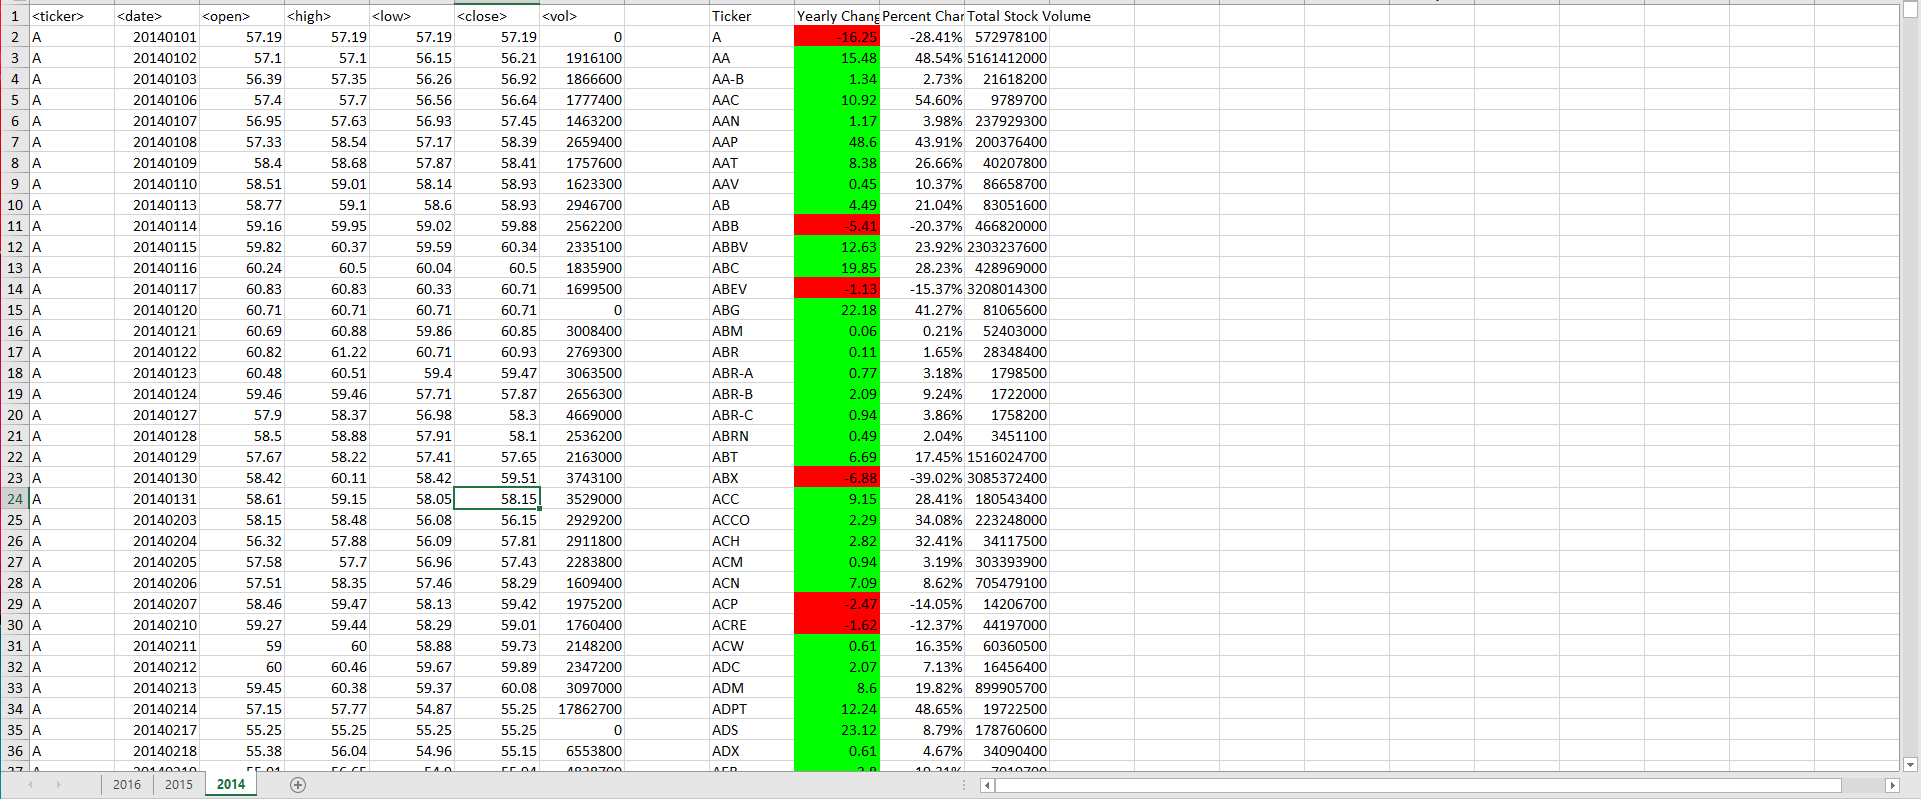 1 <ticker> <date> <open> <high> <low> <close> <vol> Ticker Yearly Chang Percent Char Total Stock Volume
2 A 20140101 57.19 57.19 57.19 57.19 0 A -16.25 -28.41% 572978100
3 A 20140102 57.1 57.1 56.15 56.21 1916100 AA 15.48 48.54% 5161412000
4 A 20140103 56.39 57.35 56.26 56.92 1866600 AA-B 1.34 2.73% 21618200
5 A 20140106 57.4 57.7 56.56 56.64 1777400 AAC 10.92 54.60% 9789700
6 A 20140107 56.95 57.63 56.93 57.45 1463200 AAN 1.17 3.98% 237929300
7 A 20140108 57.33 58.54 57.17 58.39 2659400 AAP 48.6 43.91% 200376400
8 A 20140109 58.4 58.68 57.87 58.41 1757600 AAT 8.38 26.66% 40207800
9 A 20140110 58.51 59.01 58.14 58.93 1623300 AAV 0.45 10.37% 86658700
10 A 20140113 58.77 59.1 58.6 58.93 2946700 AB 4.49 21.04% 83051600
11 A 20140114 59.16 59.95 59.02 59.88 2562200 ABB -5.41 -20.37% 466820000
12 A 20140115 59.82 60.37 59.59 60.34 2335100 ABBV 12.63 23.92% 2303237600
13 A 20140116 60.24 60.5 60.04 60.5 1835900 ABC 19.85 28.23% 428969000
14 A 20140117 60.83 60.83 60.33 60.71 1699500 ABEV -1.13 -15.37% 3208014300
15 A 20140120 60.71 60.71 60.71 60.71 0 ABG 22.18 41.27% 81065600
16 A 20140121 60.69 60.88 59.86 60.85 3008400 ABM 0.06 0.21% 52403000
17 A 20140122 60.82 61.22 60.71 60.93 2769300 ABR 0.11 1.65% 28348400
18 A 20140123 60.48 60.51 59.4 59.47 3063500 ABR-A 0.77 3.18% 1798500
19 A 20140124 59.46 59.46 57.71 57.87 2656300 ABR-B 2.09 9.24% 1722000
20 A 20140127 57.9 58.37 56.98 58.3 4669000 ABR-C 0.94 3.86% 1758200
21 A 20140128 58.5 58.88 57.91 58.1 2536200 ABRN 0.49 2.04% 3451100
22 A 20140129 57.67 58.22 57.41 57.65 2163000 ABT 6.69 17.45% 1516024700
23 A 20140130 58.42 60.11 58.42 59.51 3743100 ABX -6.88 -39.02% 3085372400
24 A 20140131 58.61 59.15 58.05 58.15 3529000 ACC 9.15 28.41% 180543400
25 A 20140203 58.15 58.48 56.08 56.15 2929200 ACCO 2.29 34.08% 223248000
26 A 20140204 56.32 57.88 56.09 57.81 2911800 ACH 2.82 32.41% 34117500
27 A 20140205 57.58 57.7 56.96 57.43 2283800 ACM 0.94 3.19% 303393900
28 A 20140206 57.51 58.35 57.46 58.29 1609400 ACN 7.09 8.62% 705479100
29 A 20140207 58.46 59.47 58.13 59.42 1975200 ACP -2.47 -14.05% 14206700
30 A 20140210 59.27 59.44 58.29 59.01 1760400 ACRE -1.62 -12.37% 44197000
31 A 20140211 59 60 58.88 59.73 2148200 ACW 0.61 16.35% 60360500
32 A 20140212 60 60.46 59.67 59.89 2347200 ADC 2.07 7.13% 16456400
33 A 20140213 59.45 60.38 59.37 60.08 3097000 ADM 8.6 19.82% 899905700
34 A 20140214 57.15 57.77 54.87 55.25 17862700 ADPT 12.24 48.65% 19722500
35 A 20140217 55.25 55.25 55.25 55.25 0 ADS 23.12 8.79% 178760600
36 A 20140218 55.38 56.04 54.96 55.15 6553800 ADX 0.61 4.67% 34090400
2016 2015 2014